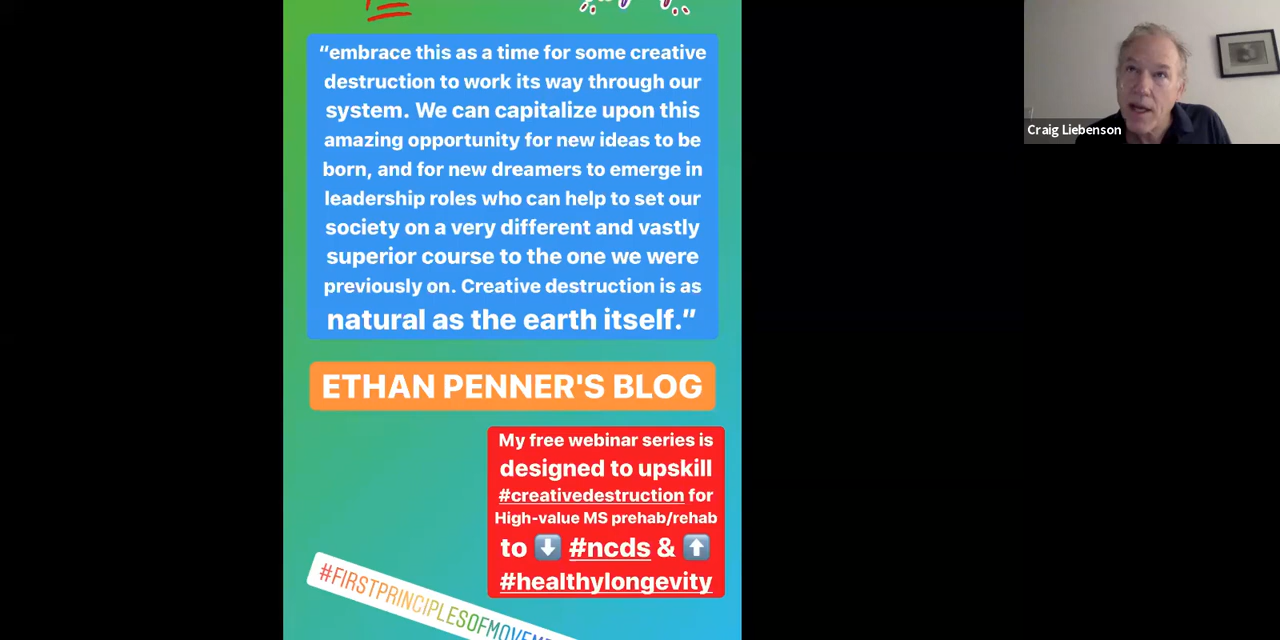 “embrace this as a time for some creative
destruction to work its way through our
system. We can capitalize upon this
amazing opportunity for new ideas to be
born, and for new dreamers to emerge in
leadership roles who can help to set our
society on a very different and vastly
superior course to the one we were
previously on. Creative destruction is as
natural as the earth itself.”
ETHAN PENNER'S BLOG
My free webinar series is
designed to upskill
#creativedestruction for
High-value MS prehab/rehab
to ⬇️ #ncds & ⬆️
#healthylongevity
#FIRSTPRINCIPLESOFMOVEM
Craig Liebenson